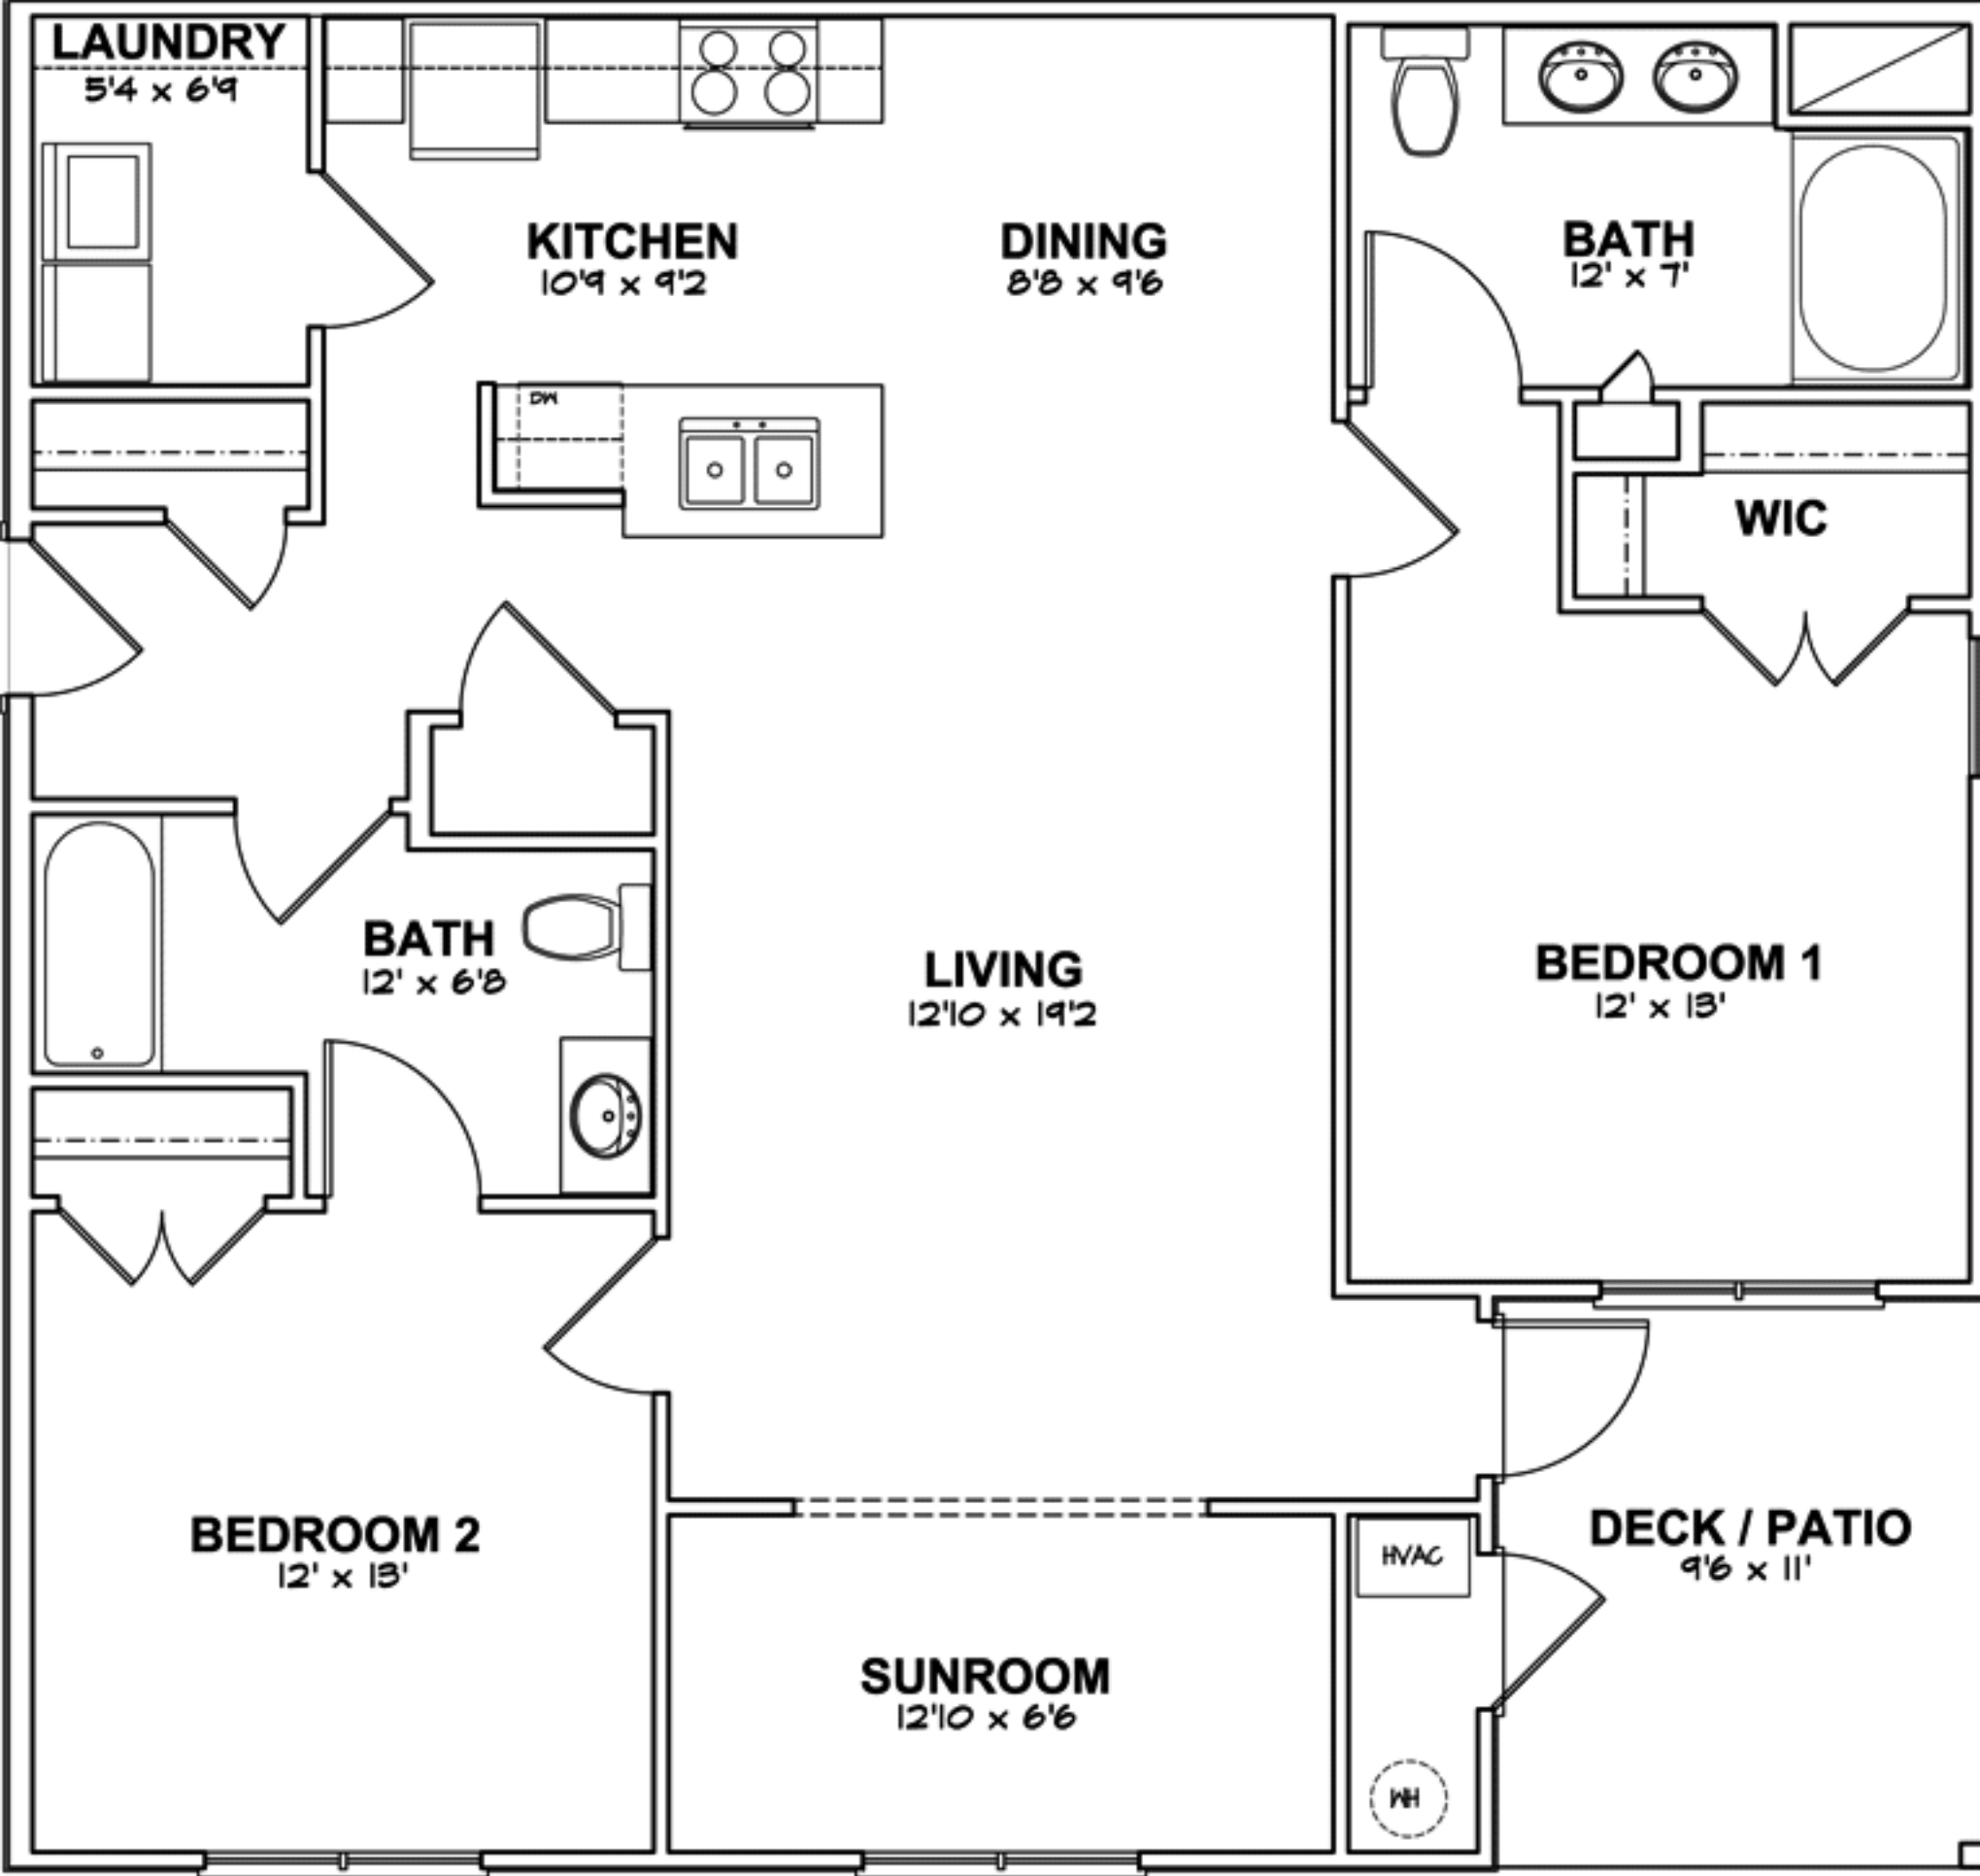 LAUNDRY
5'4 x 6'9
KITCHEN
10'9 x 9'2
DINING
8'8 x 9'6
BATH
12' x 7'
DW
WIC
BATH
12' x 6'8
LIVING
12'10 x 19'2
BEDROOM 1
12' x 13'
BEDROOM 2
12' x 13'
HVAC
DECK / PATIO
9'6 x 11'
SUNROOM
12'10 x 6'6
WH